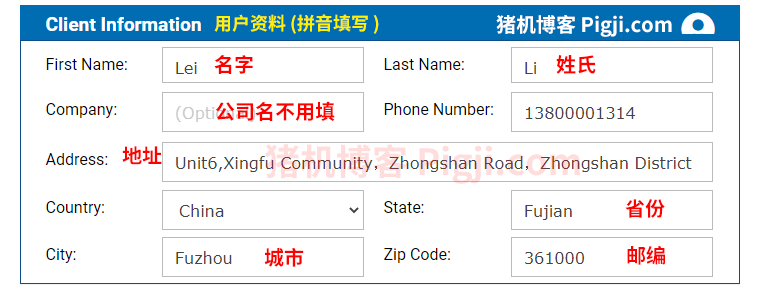 Client Information 用户资料 (拼音填写 ) 猪机博客 Pigji.com
First Name: Lei 名字 Last Name: Li 姓氏
Company: (Optional) 公司名不用填 Phone Number: 13800001314
猪机博客 Pigji.com
Address: 地址 Unit6,Xingfu Community，Zhongshan Road，Zhongshan District
Country: China State: Fujian 省份
City: Fuzhou 城市 Zip Code: 361000 邮编